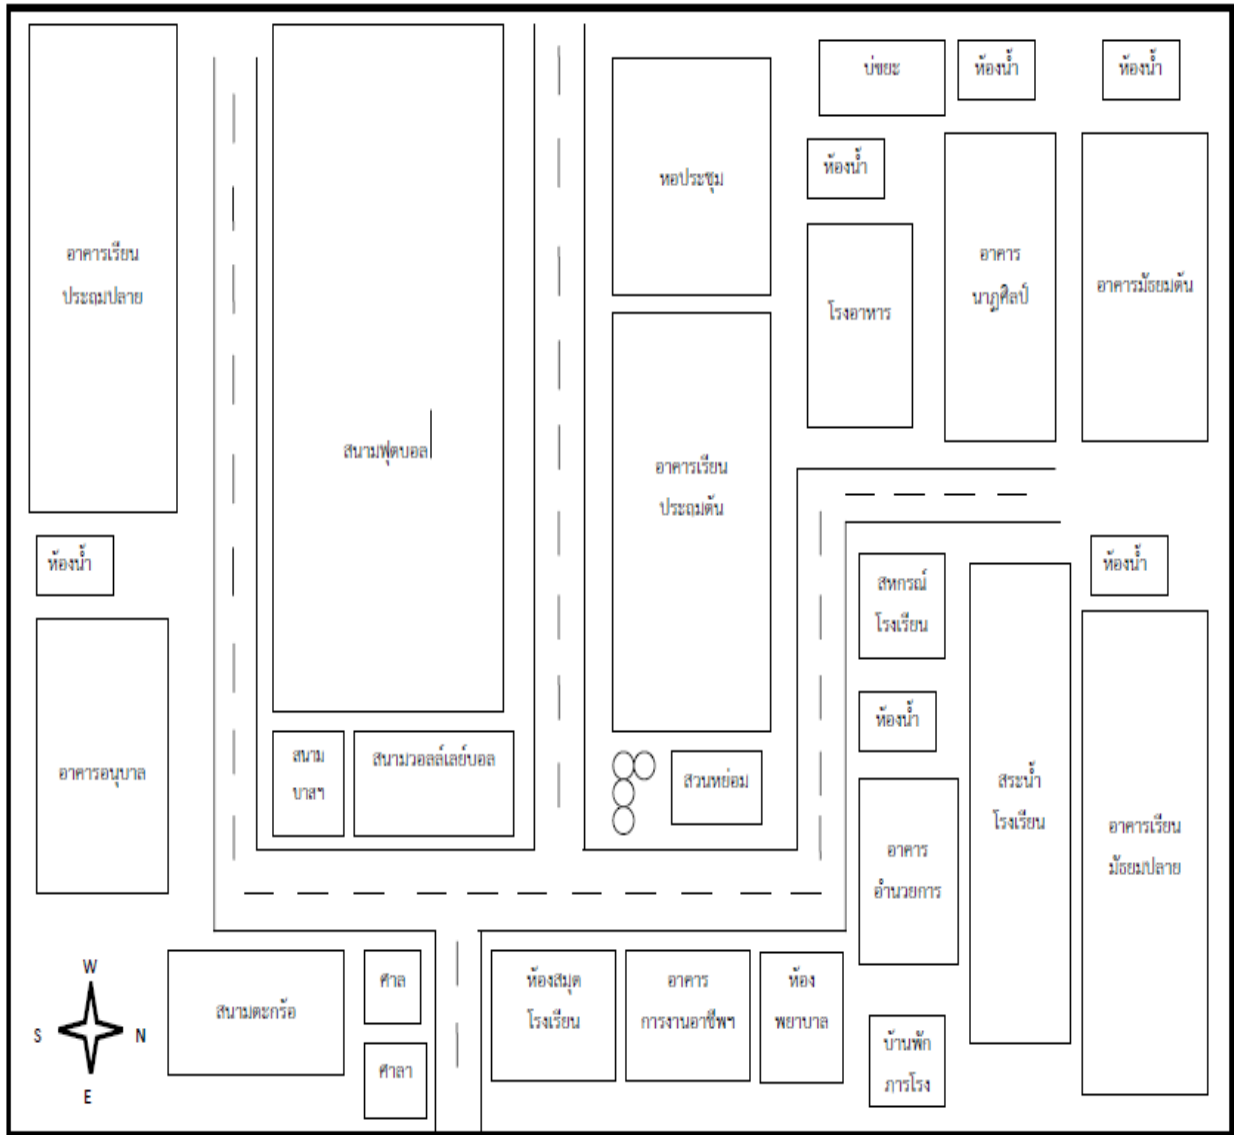 บ่ขยะ
ห้องน้ำ
ห้องน้ำ
ห้องน้ำ
หอประชุม
อาคารเรียน
ประถมปลาย
อาคาร
นาฏศิลป์
อาคารมัธยมต้น
โรงอาหาร
สนามฟุตบอล
อาคารเรียน
ประถมต้น
ห้องน้ำ
สหกรณ์
โรงเรียน
ห้องน้ำ
ห้องน้ำ
อาคารอนุบาล
สนาม
บาสฯ
สนามวอลล์เลย์บอล
สวนหย่อม
สระน้ำ
โรงเรียน
อาคารเรียน
มัธยมปลาย
อาคาร
อำนวยการ
W
S
N
E
สนามตะกร้อ
ศาล
ศาลา
ห้องสมุด
โรงเรียน
อาคาร
การงานอาชีพฯ
ห้อง
พยาบาล
บ้านพัก
ภารโรง